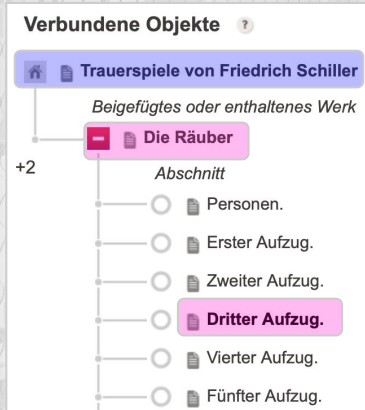 Verbundene Objekte ?
Trauerspiele von Friedrich Schiller
Beigefügtes oder enthaltenes Werk
Die Räuber
+2
Abschnitt
Personen.
Erster Aufzug.
Zweiter Aufzug.
Dritter Aufzug.
Vierter Aufzug.
Fünfter Aufzug.